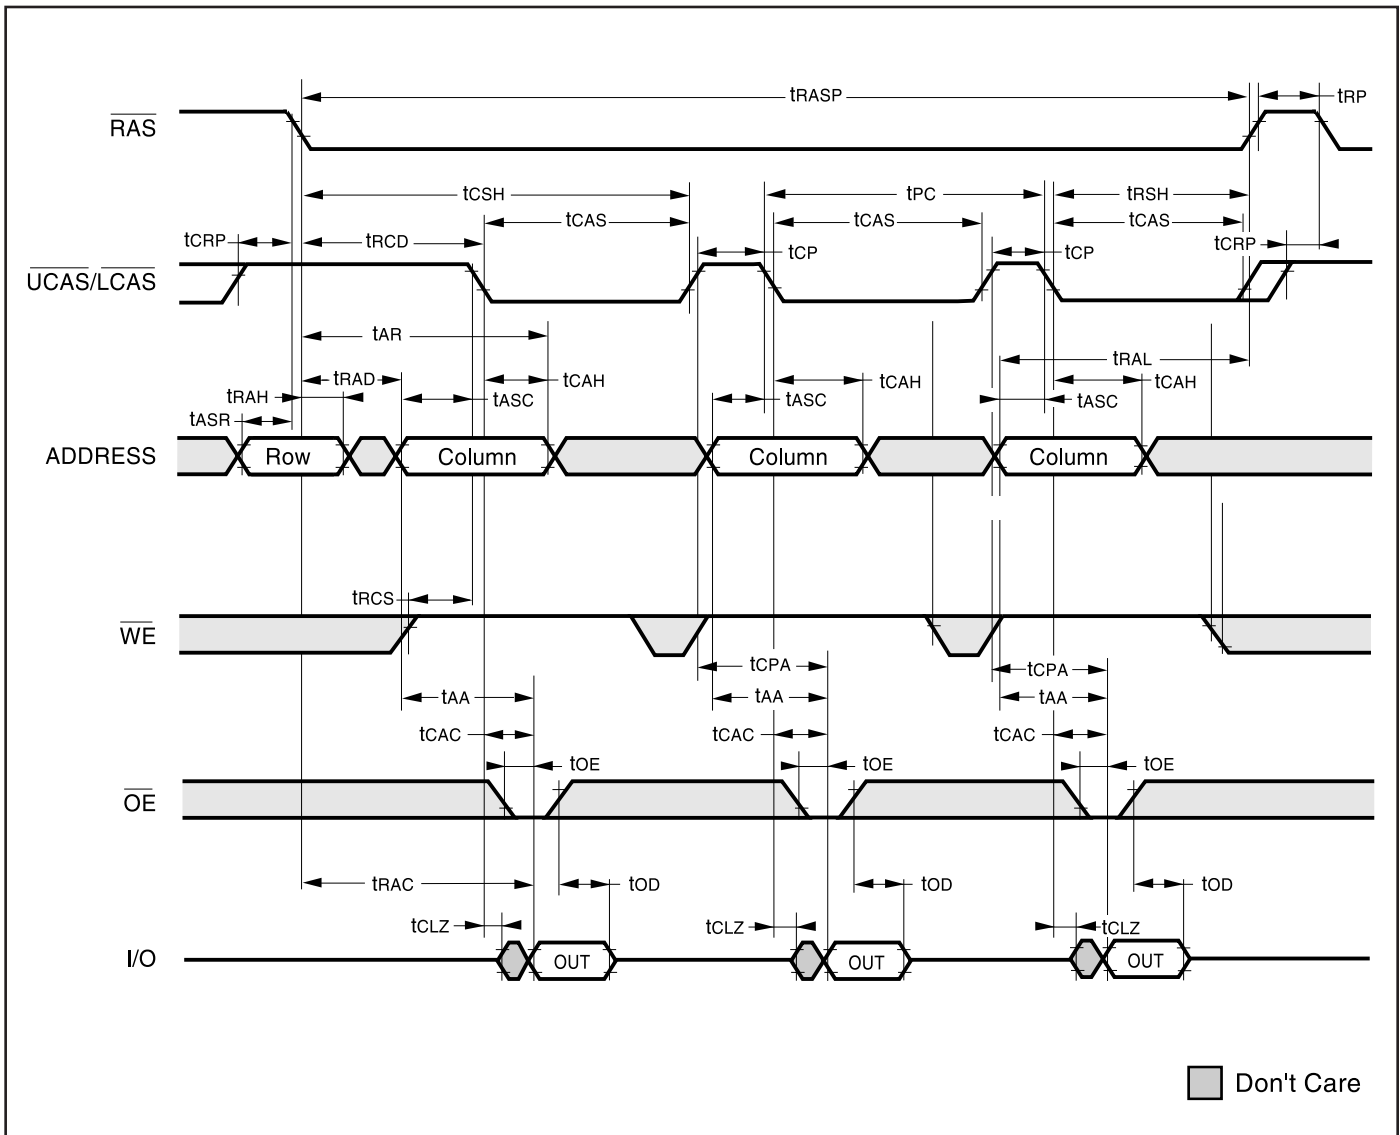 tRASP
tRP
RAS
tCSH
tPC
tRSH
tCAS
tCAS
tCAS
tCRP
tRCD
tCP
tCP
tCRP
UCAS/LCAS
tAR
tRAL
tRAD
tCAH
tCAH
tCAH
tRAH
tASC
tASC
tASC
tASR
ADDRESS
Row
Column
Column
Column
tRCS
WE
tCPA
tCPA
tAA
tAA
tAA
tCAC
tCAC
tCAC
tOE
tOE
tOE
OE
tRAC
tOD
tOD
tOD
tCLZ
tCLZ
tCLZ
I/O
OUT
OUT
OUT
Don't Care